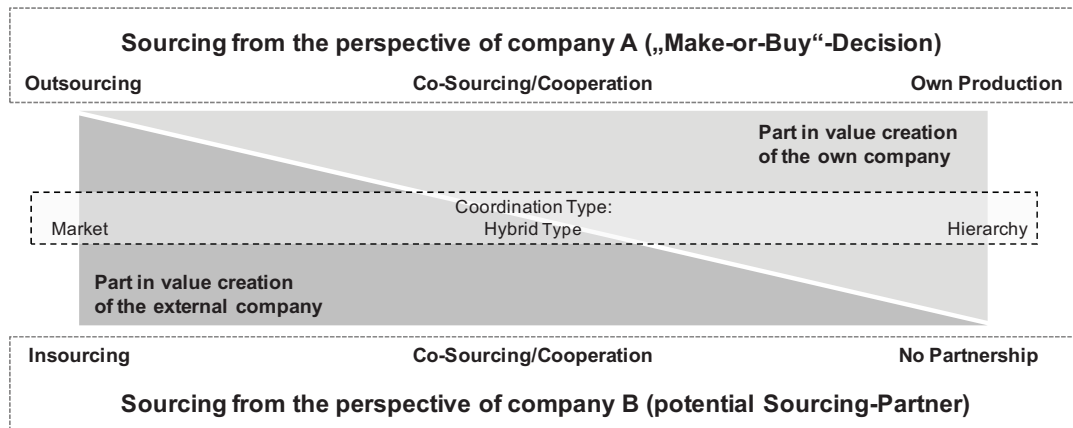 Sourcing from the perspective of company A („Make-or-Buy“-Decision)
Outsourcing Co-Sourcing/Cooperation Own Production
Part in value creation
of the own company
Coordination Type:
Market Hybrid Type Hierarchy
Part in value creation
of the external company
Insourcing Co-Sourcing/Cooperation No Partnership
Sourcing from the perspective of company B (potential Sourcing-Partner)